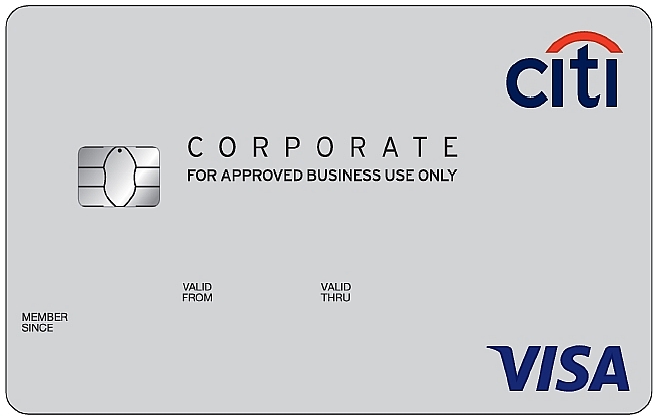 citi
CORPORATE
FOR APPROVED BUSINESS USE ONLY
VALID
FROM
VALID
THRU
MEMBER
SINCE
VISA